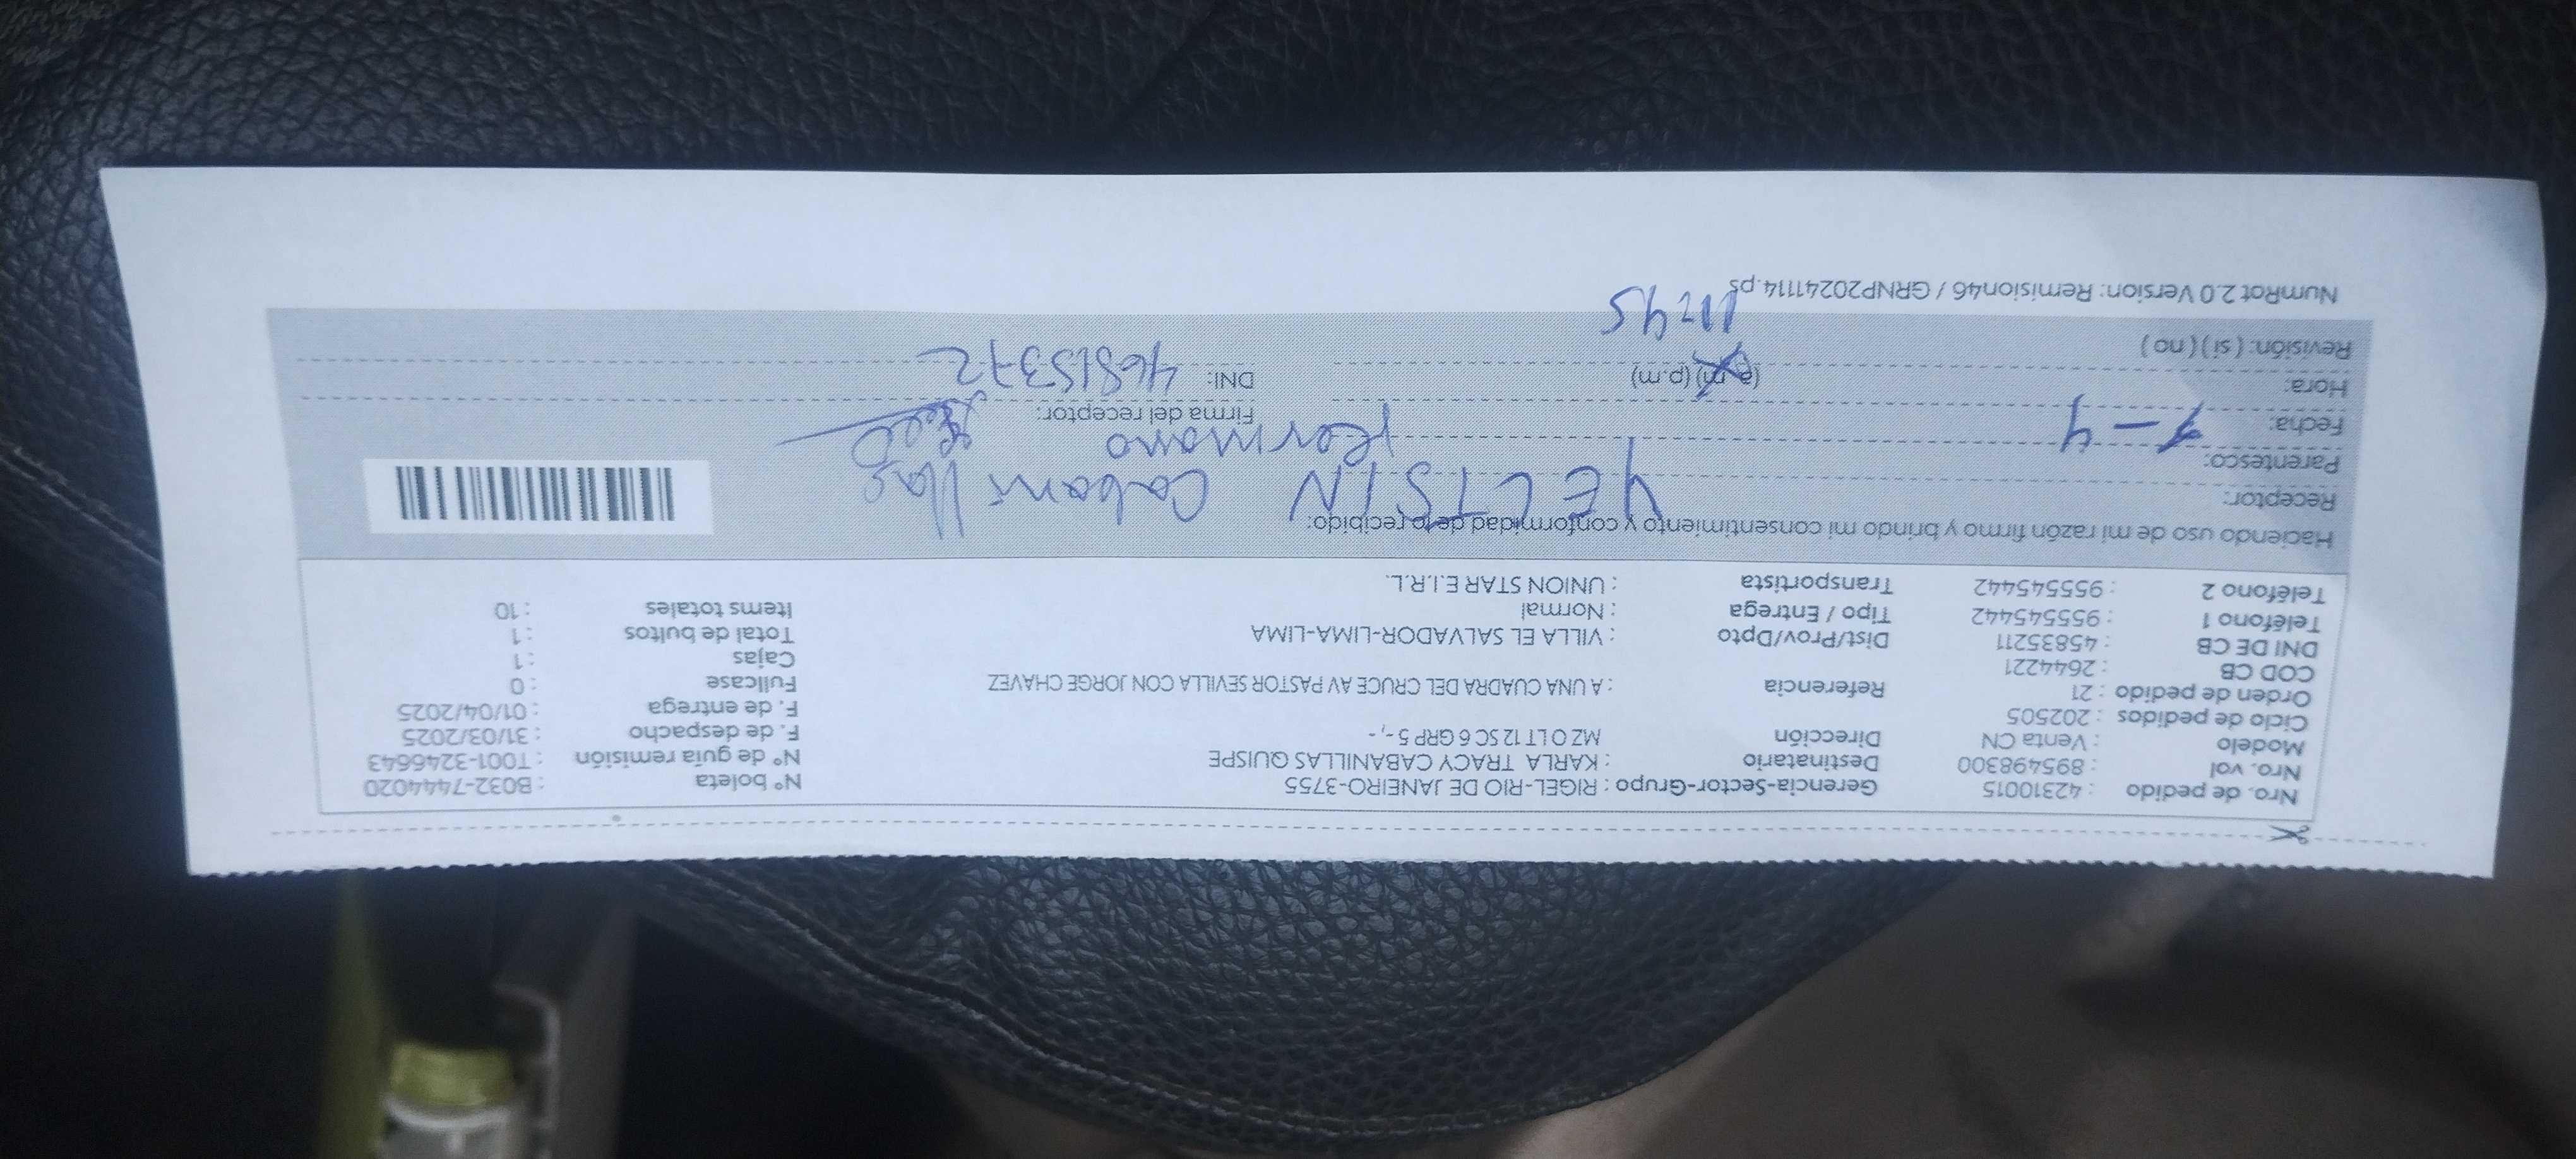 Nro. de pedido : 42310015 Gerencia-Sector-Grupo : RIGEL-RIO DE JANEIRO-3755 Nº boleta : B032-7444020
Nro. vol : 895498300 Destinatario : KARLA TRACY CABANILLAS QUISPE Nº de guía remisión : T001-3246643
Modelo : Venta CN Dirección MZ O LT 12 SC 6 GRP 5 -, - F. de despacho : 31/03/2025
Ciclo de pedidos : 202505 F. de entrega : 01/04/2025
Orden de pedido : 21 Referencia : A UNA CUADRA DEL CRUCE AV PASTOR SEVILLA CON JORGE CHAVEZ Fullcase : 0
COD CB : 2644221 Cajas : 1
DNI DE CB : 45835211 Dist/Prov/Dpto : VILLA EL SALVADOR-LIMA-LIMA Total de bultos : 1
Teléfono 1 : 955545442 Tipo / Entrega : Normal Items totales : 10
Teléfono 2 : 955545442 Transportista : UNION STAR E.I.R.L.
Haciendo uso de mi razón firmo y brindo mi consentimiento y conformidad de lo recibido:
Receptor: YELTSIN Cabanillas
Parentesco: hermano
Fecha: 1-4 Firma del receptor:
Hora: (a.m) (p.m) DNI: 46815372
Revisión: ( si ) ( no ) 11:45
NumRot 2.0 Version: Remision46 / GRNP20241114.ps